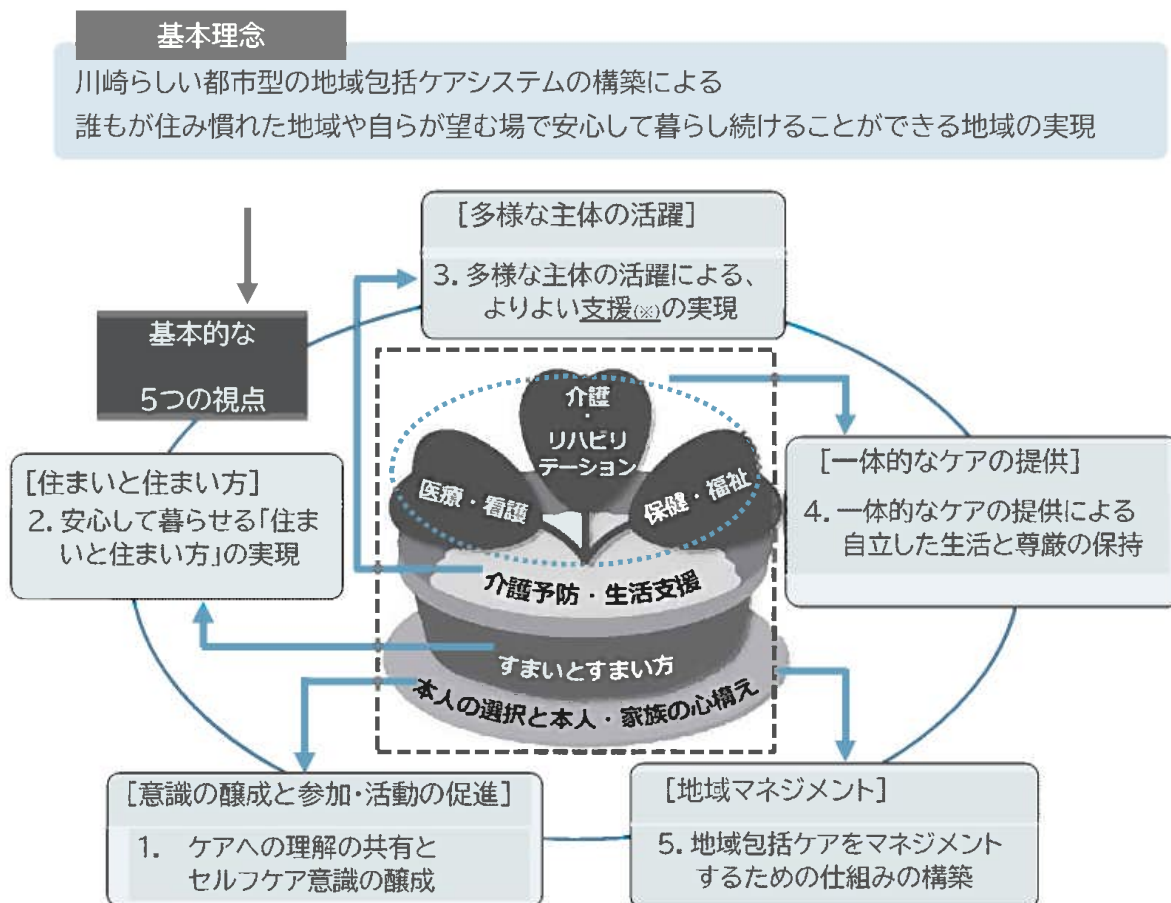 基本理念
川崎らしい都市型の地域包括ケアシステムの構築による
誰もが住み慣れた地域や自らが望む場で安心して暮らし続けることができる地域の実現
基本的な
5つの視点
[多様な主体の活躍]
3. 多様な主体の活躍による、
よりよい支援(※)の実現
介護
・
リハビリ
テーション
医療・看護
保健・福祉
介護予防・生活支援
すまいとすまい方
本人の選択と本人・家族の心構え
[住まいと住まい方]
2. 安心して暮らせる「住ま
いと住まい方」の実現
[一体的なケアの提供]
4. 一体的なケアの提供による
自立した生活と尊厳の保持
[意識の醸成と参加・活動の促進]
1. ケアへの理解の共有と
セルフケア意識の醸成
[地域マネジメント]
5. 地域包括ケアをマネジメント
するための仕組みの構築